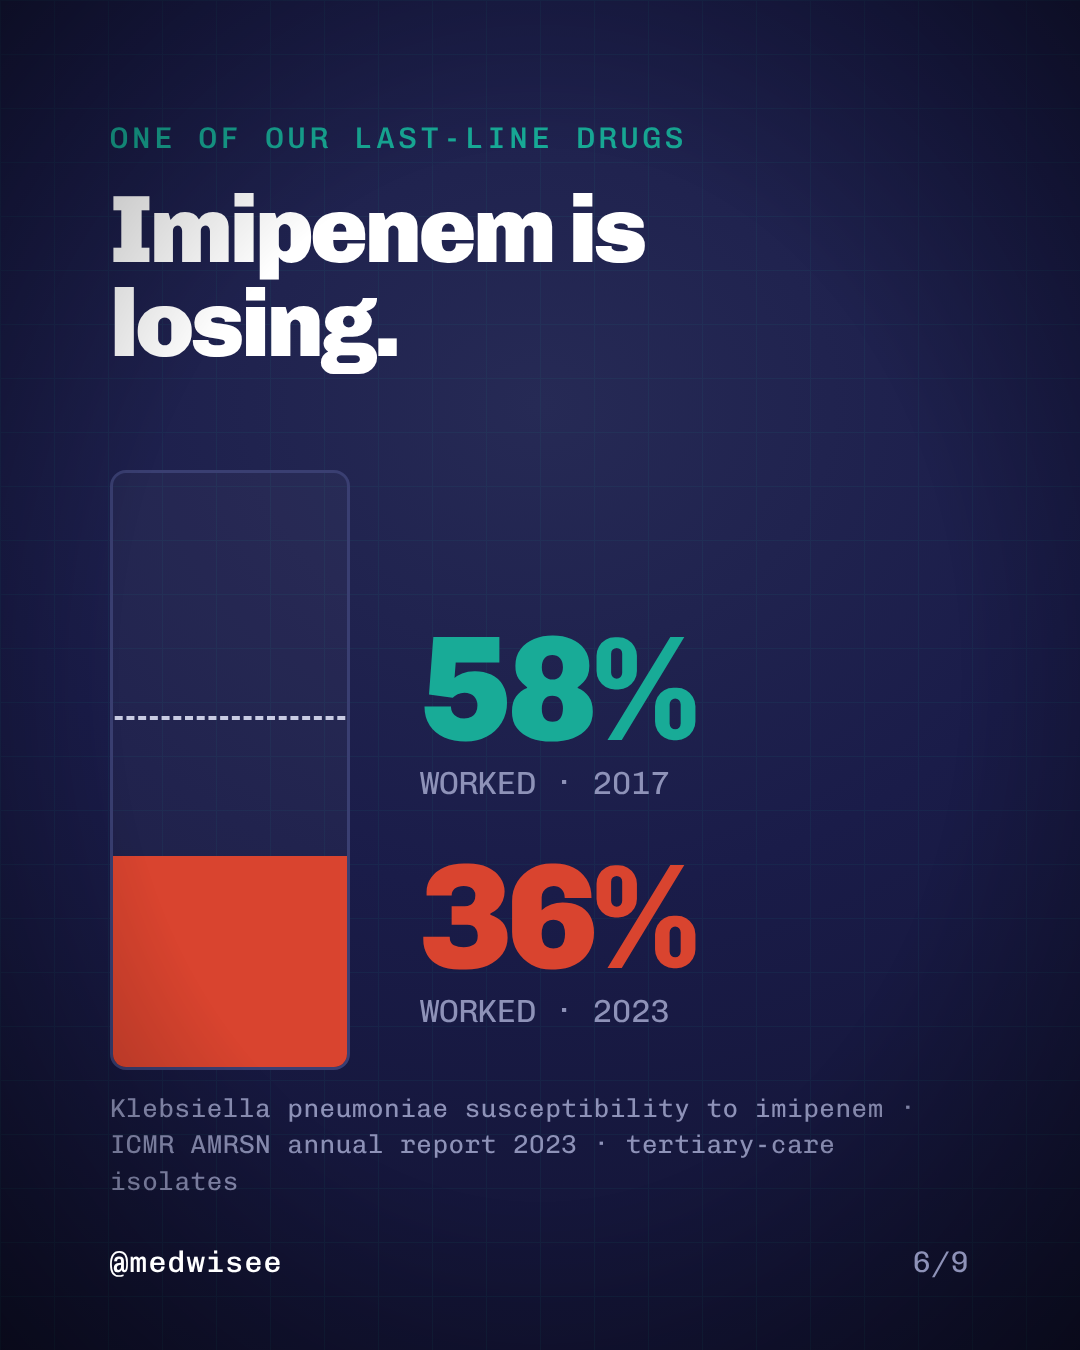 ONE OF OUR LAST-LINE DRUGS
Imipenem is
losing.
58%
WORKED · 2017
36%
WORKED · 2023
Klebsiella pneumoniae susceptibility to imipenem ·
ICMR AMRSN annual report 2023 · tertiary-care
isolates
@medwisee
6/9